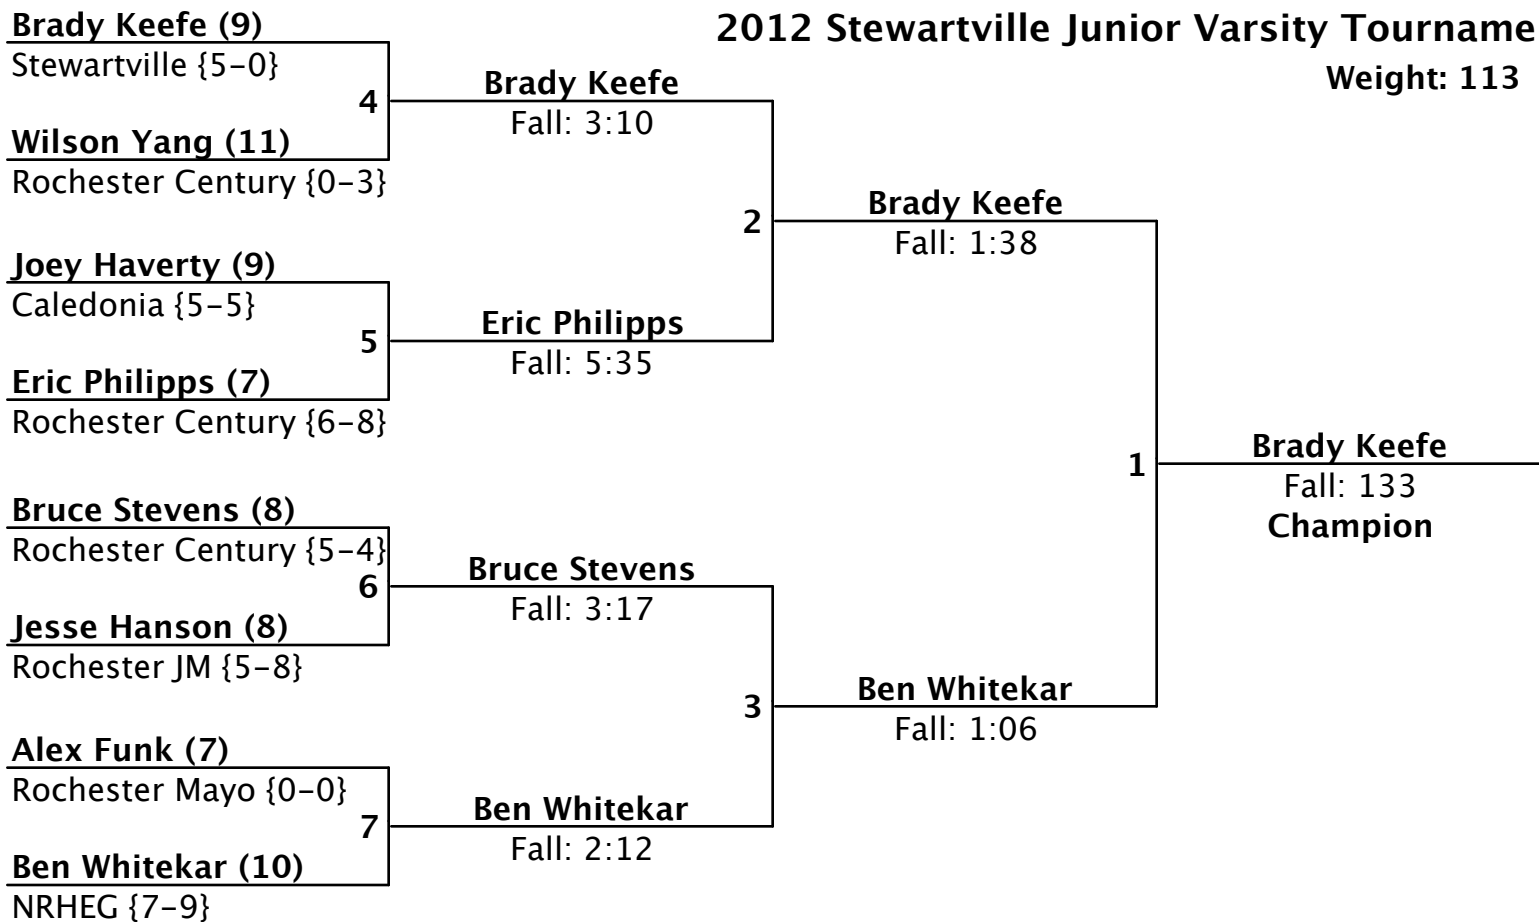 2012 Stewartville Junior Varsity Tourname
Weight: 113
Brady Keefe (9)
Stewartville {5-0}
4
Wilson Yang (11)
Rochester Century {0-3}
Joey Haverty (9)
Caledonia {5-5}
5
Eric Philipps (7)
Rochester Century {6-8}
Bruce Stevens (8)
Rochester Century {5-4}
6
Jesse Hanson (8)
Rochester JM {5-8}
Alex Funk (7)
Rochester Mayo {0-0}
7
Ben Whitekar (10)
NRHEG {7-9}
Brady Keefe
Fall: 3:10
2
Eric Philipps
Fall: 5:35
Bruce Stevens
Fall: 3:17
3
Ben Whitekar
Fall: 2:12
Brady Keefe
Fall: 1:38
1
Ben Whitekar
Fall: 1:06
Brady Keefe
Fall: 133
Champion